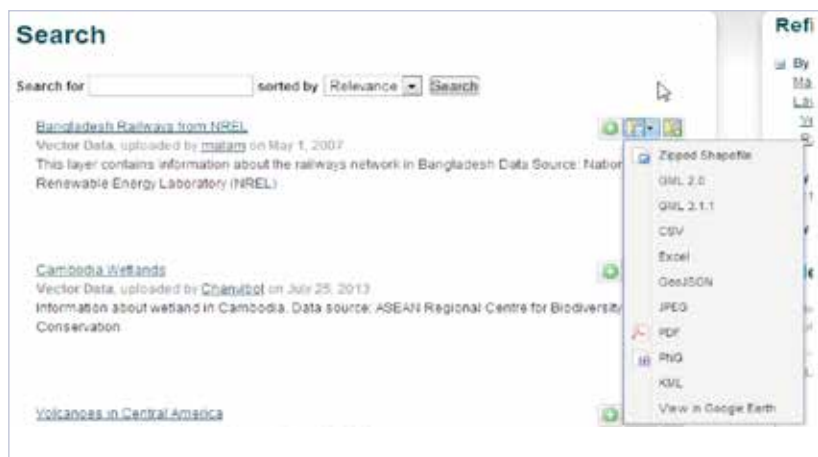 Search
Refi
Search for sorted by Relevance Search
By
Ma
Bangladesh Railways from NREL
Vector Data, uploaded by matam on May 1, 2007
This layer contains information about the railways network in Bangladesh Data Source: Nation
Renewable Energy Laboratory (NREL)
Zipped Shapefile
GML 2.0
GML 3.1.1
CSV
Excel
GeoJSON
JPEG
PDF
PNG
KML
View in Google Earth
Cambodia Wetlands
Vector Data, uploaded by on July 25, 2013
Information about wetland in Cambodia. Data source: ASEAN Regional Centre for Biodiversity
Conservation
Volcanoes in Central America